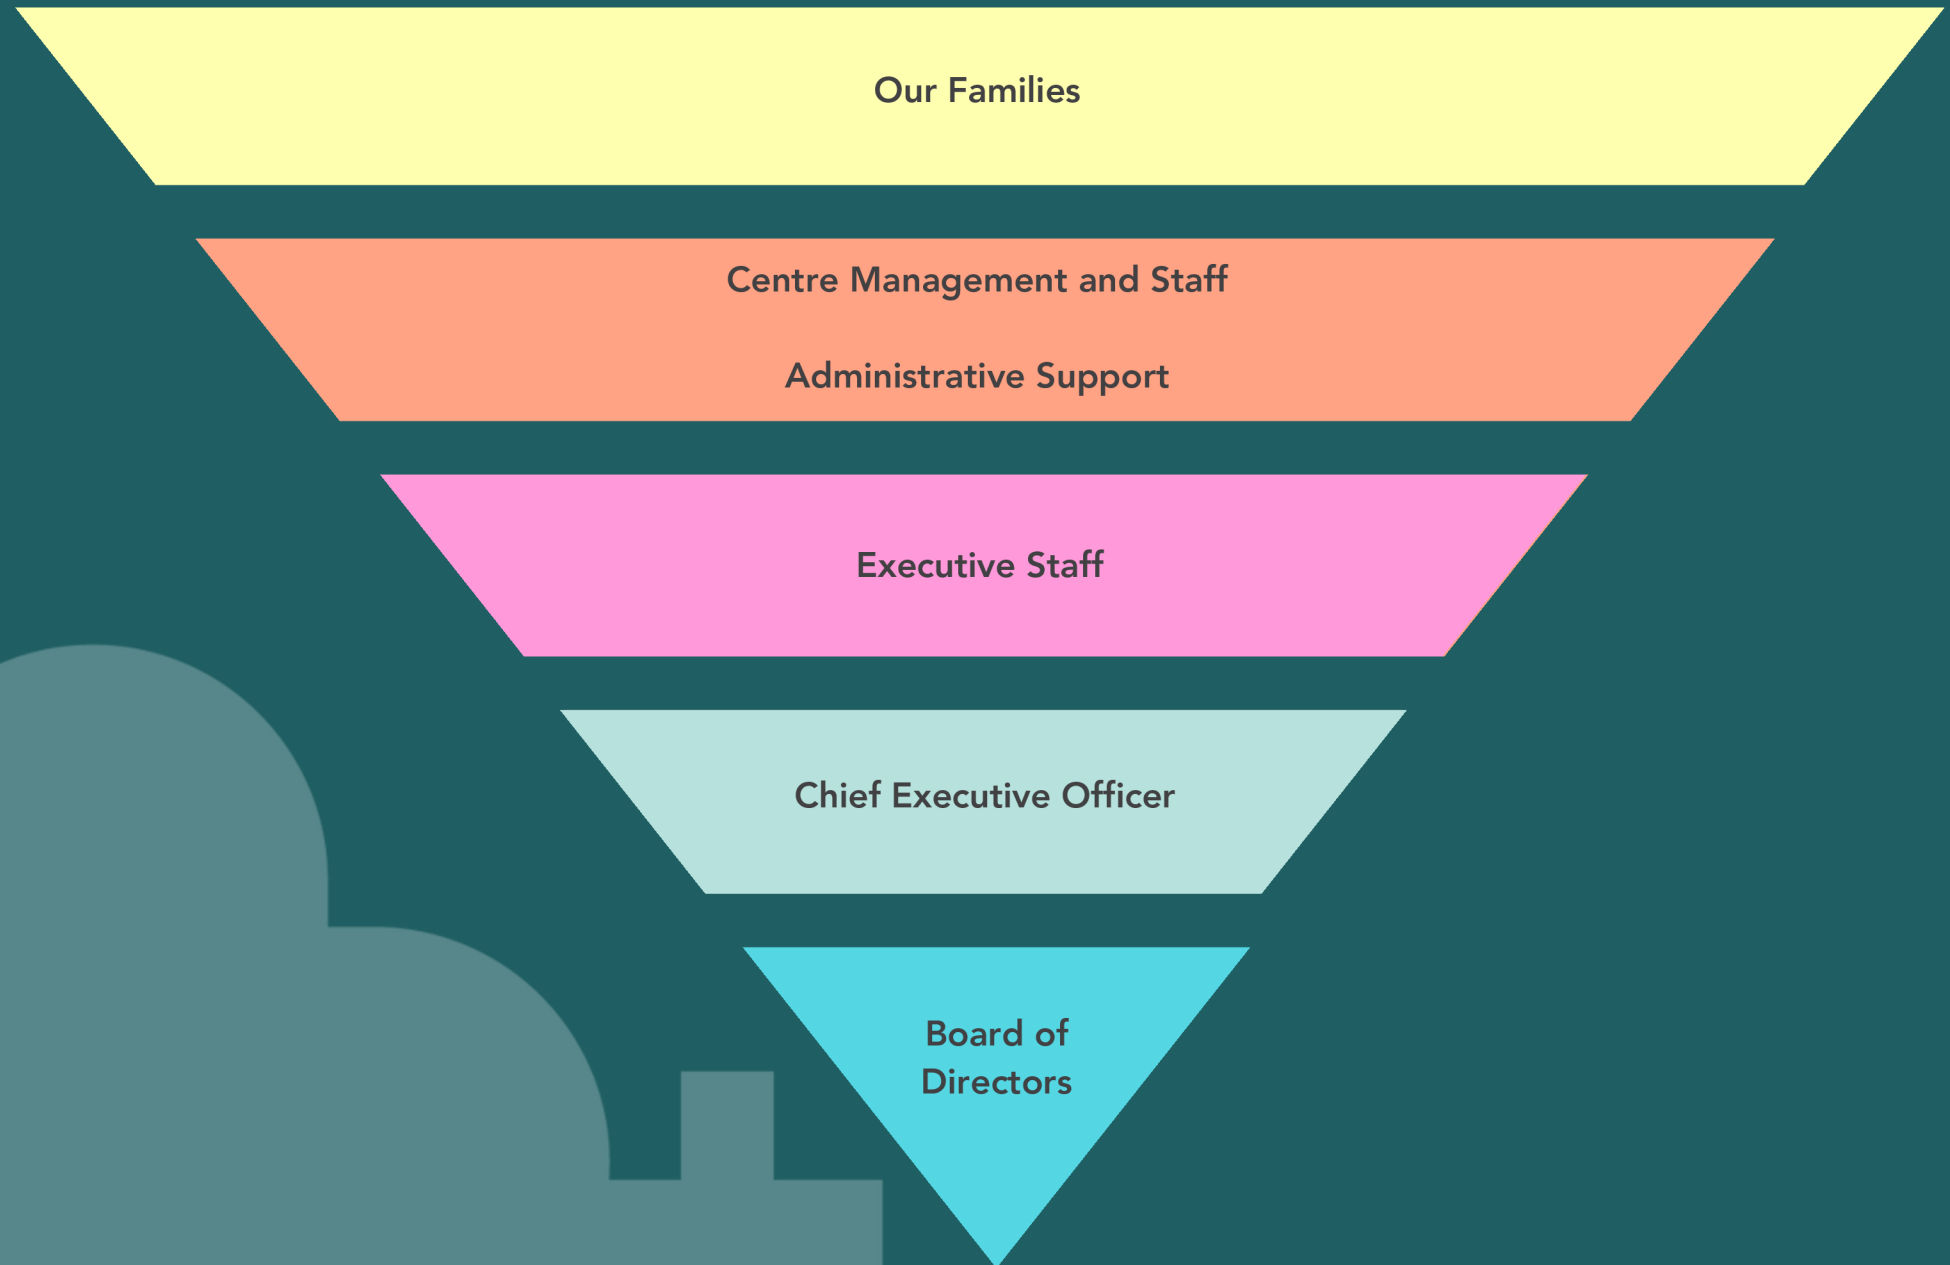 Our Families
Centre Management and Staff
Administrative Support
Executive Staff
Chief Executive Officer
Board of
Directors